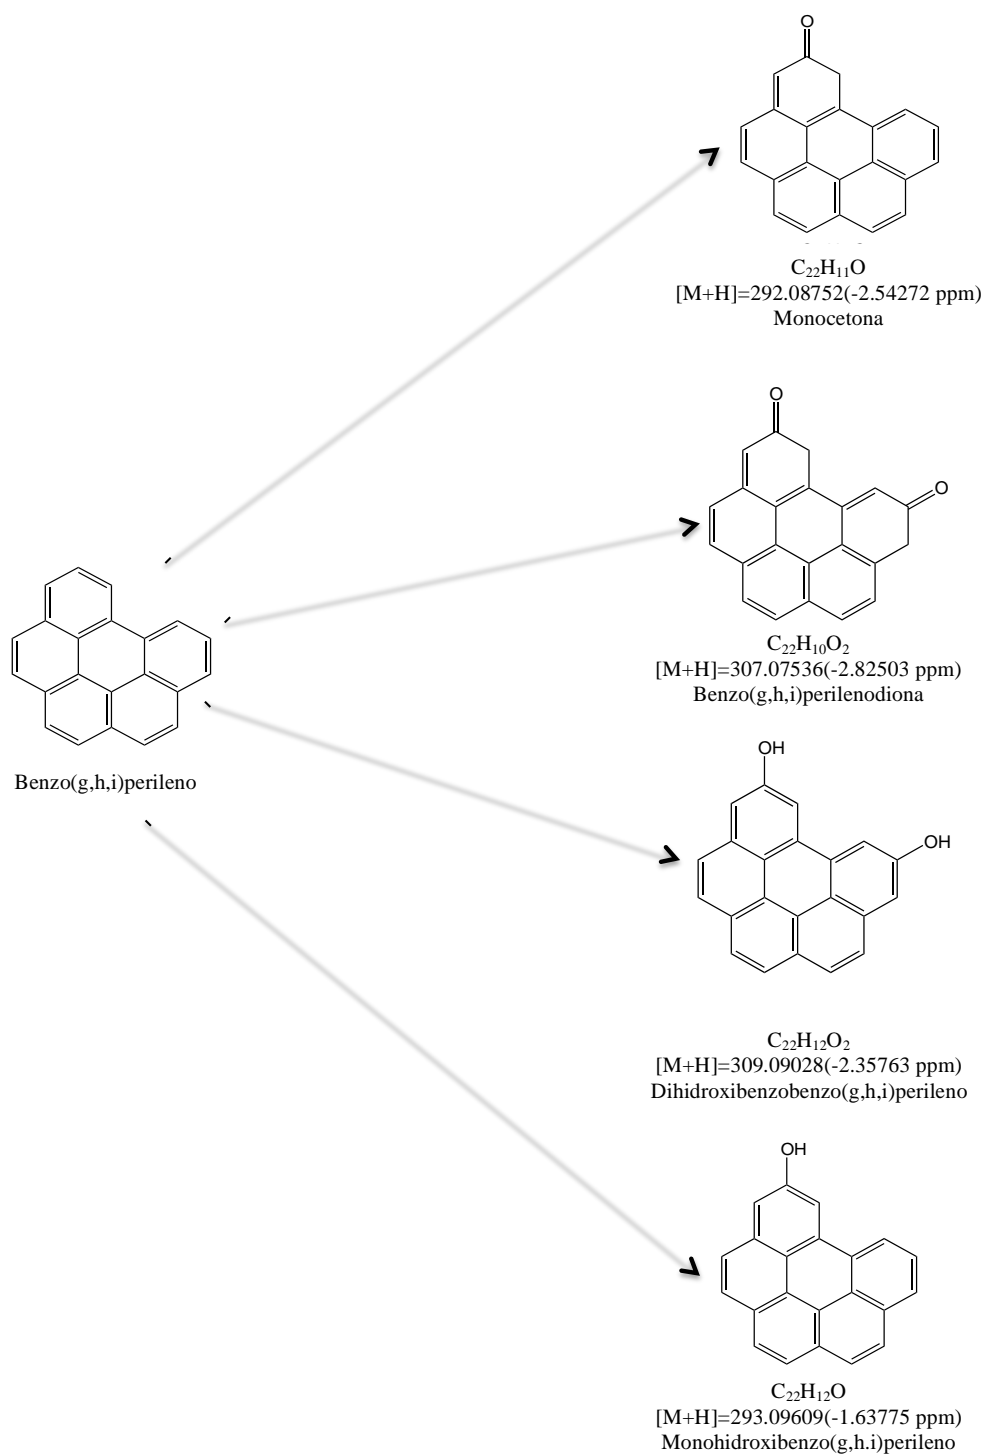 O
C₂₂H₁₁O
[M+H]=292.08752(-2.54272 ppm)
Monocetona
O
O
C₂₂H₁₀O₂
[M+H]=307.07536(-2.82503 ppm)
Benzo(g,h,i)perilenodiona
Benzo(g,h,i)perileno
OH
OH
C₂₂H₁₂O₂
[M+H]=309.09028(-2.35763 ppm)
Dihidroxibenzobenzo(g,h,i)perileno
OH
C₂₂H₁₂O
[M+H]=293.09609(-1.63775 ppm)
Monohidroxibenzo(g,h.i)perileno